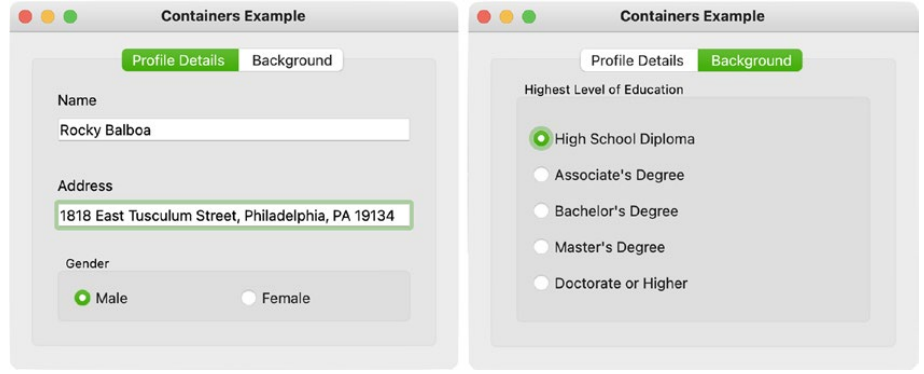 Containers Example
Profile Details Background
Name
Rocky Balboa
Address
1818 East Tusculum Street, Philadelphia, PA 19134
Gender
Male Female
Containers Example
Profile Details Background
Highest Level of Education
High School Diploma
Associate's Degree
Bachelor's Degree
Master's Degree
Doctorate or Higher